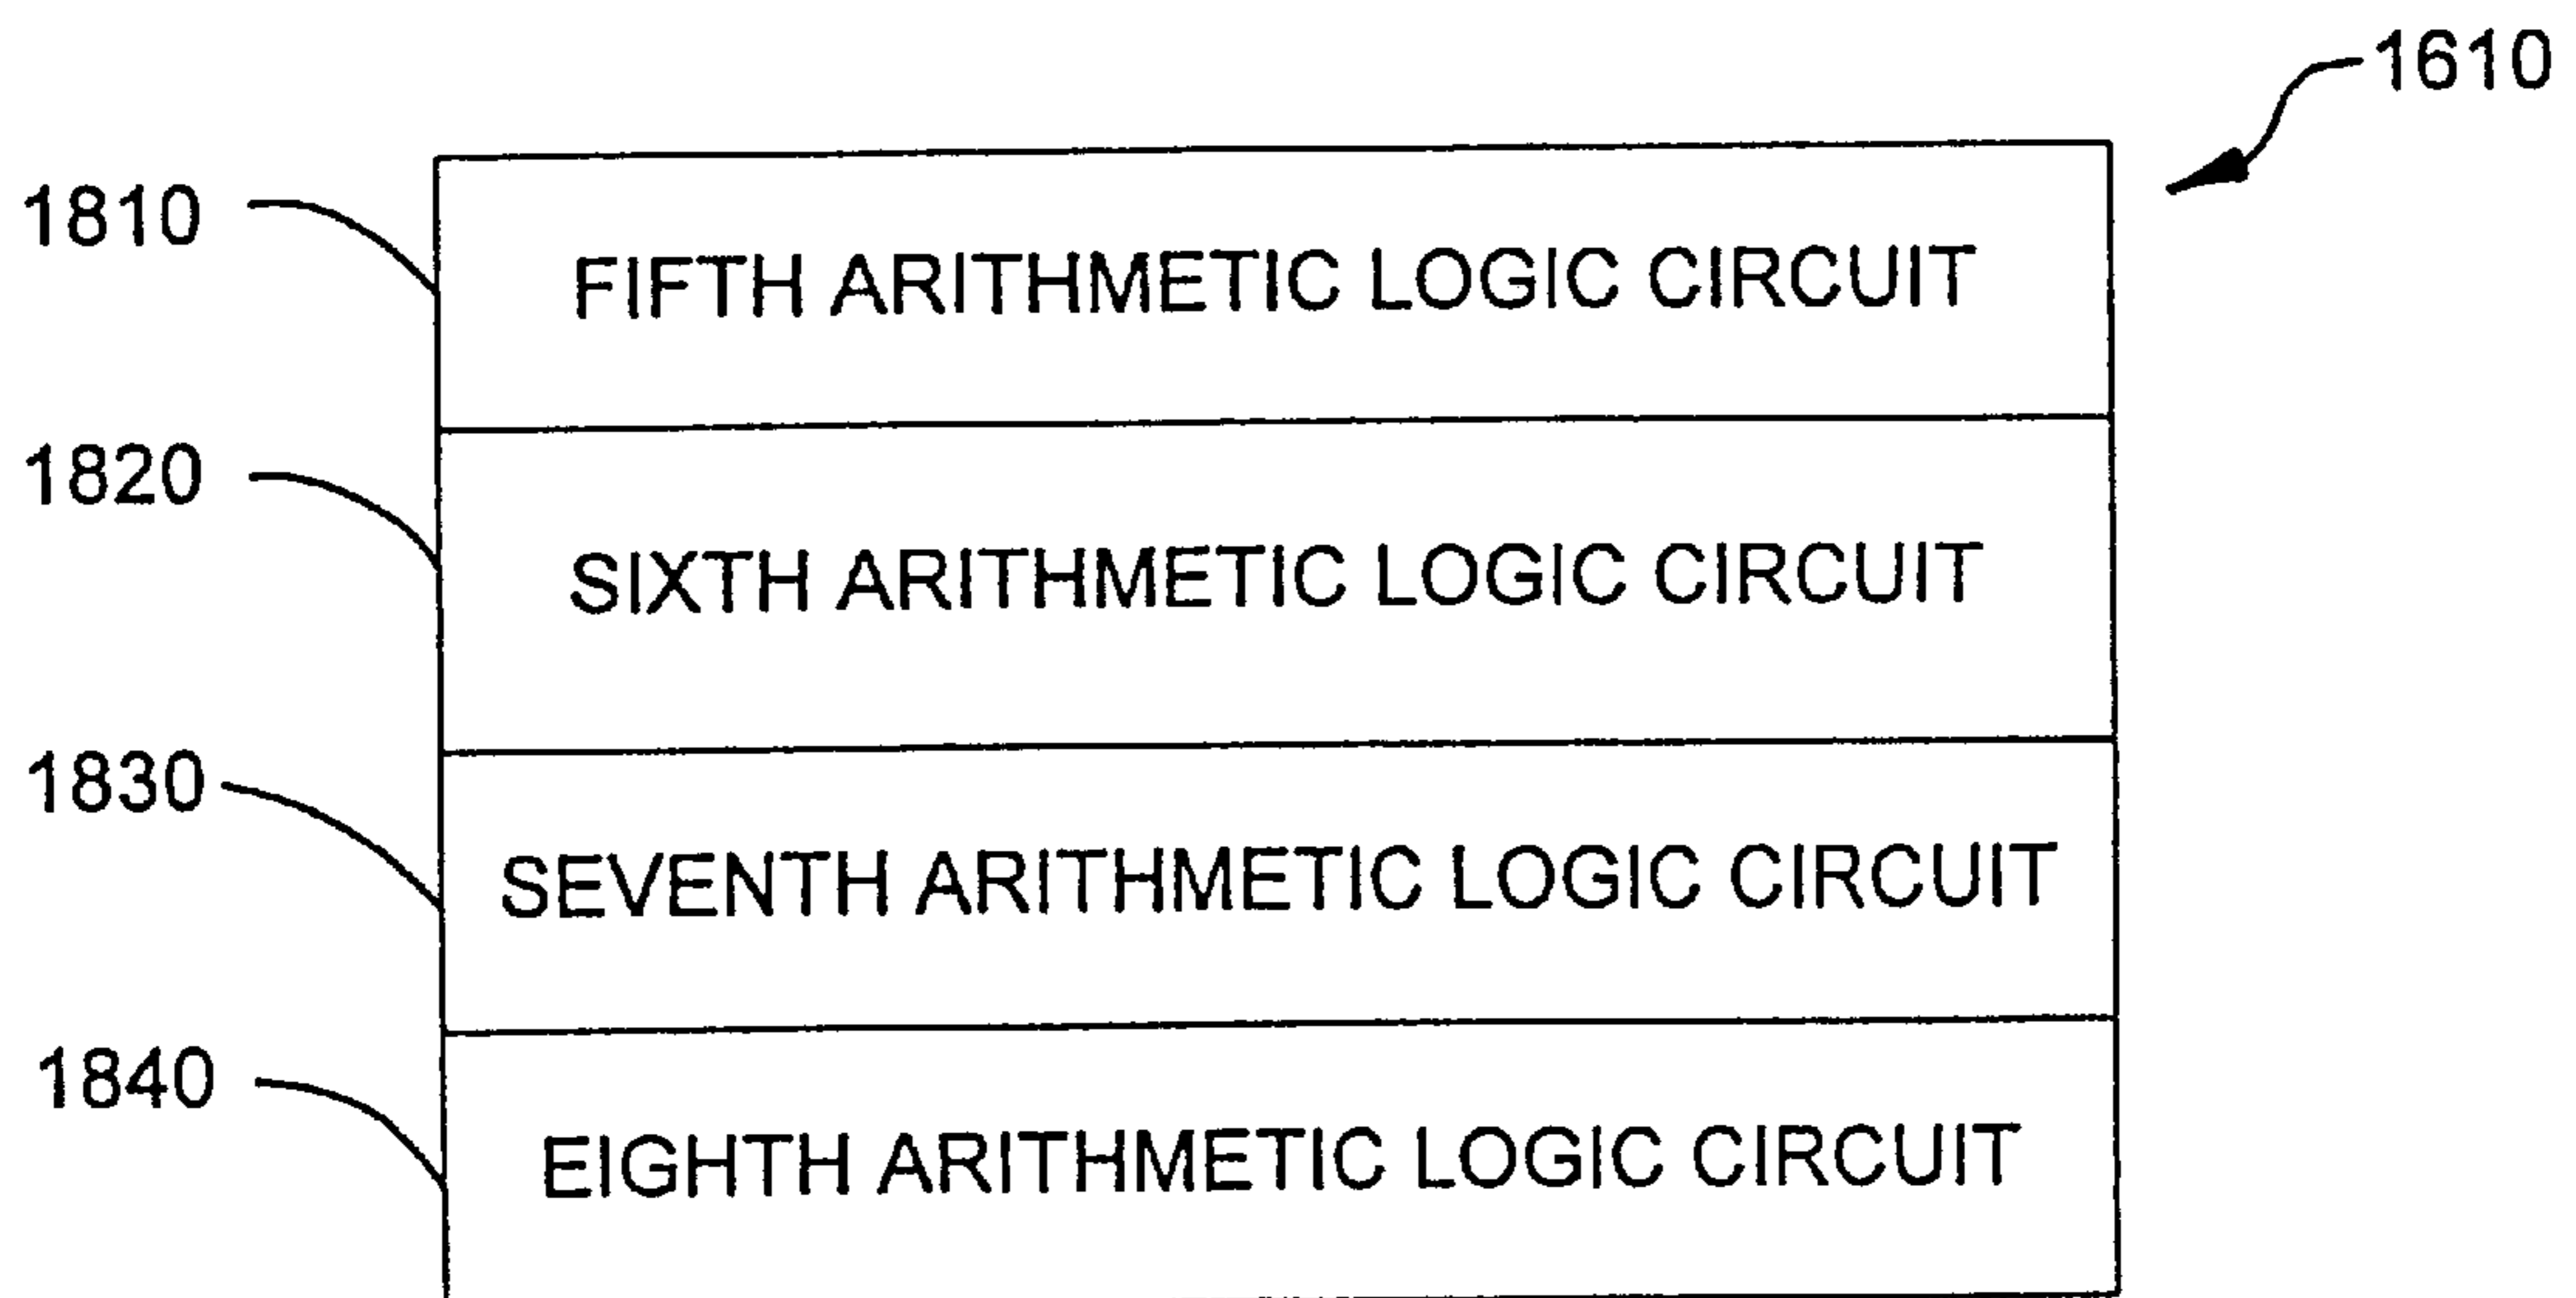 1610
1810
FIFTH ARITHMETIC LOGIC CIRCUIT
1820
SIXTH ARITHMETIC LOGIC CIRCUIT
1830
SEVENTH ARITHMETIC LOGIC CIRCUIT
1840
EIGHTH ARITHMETIC LOGIC CIRCUIT